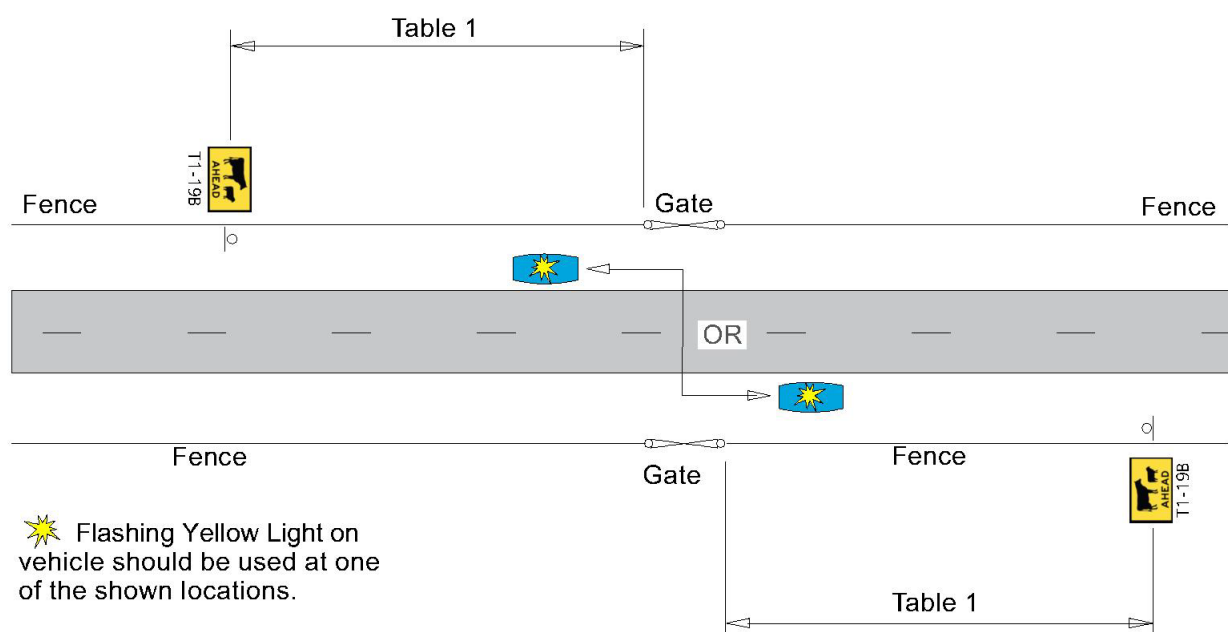 Table 1
T1-19B
AHEAD
Fence
Gate
Fence
OR
Fence
Gate
Fence
AHEAD
T1-19B
Flashing Yellow Light on
vehicle should be used at one
of the shown locations.
Table 1